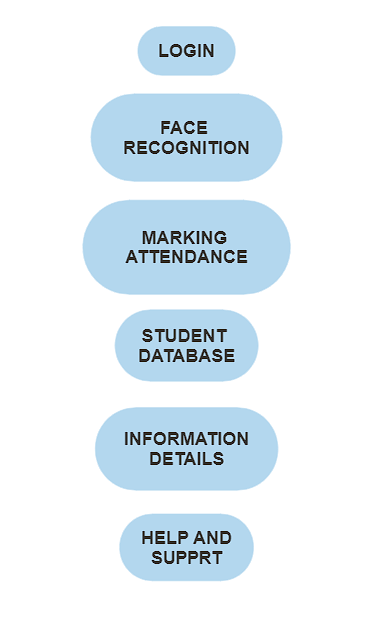 LOGIN
FACE
RECOGNITION
MARKING
ATTENDANCE
STUDENT
DATABASE
INFORMATION
DETAILS
HELP AND
SUPPRT